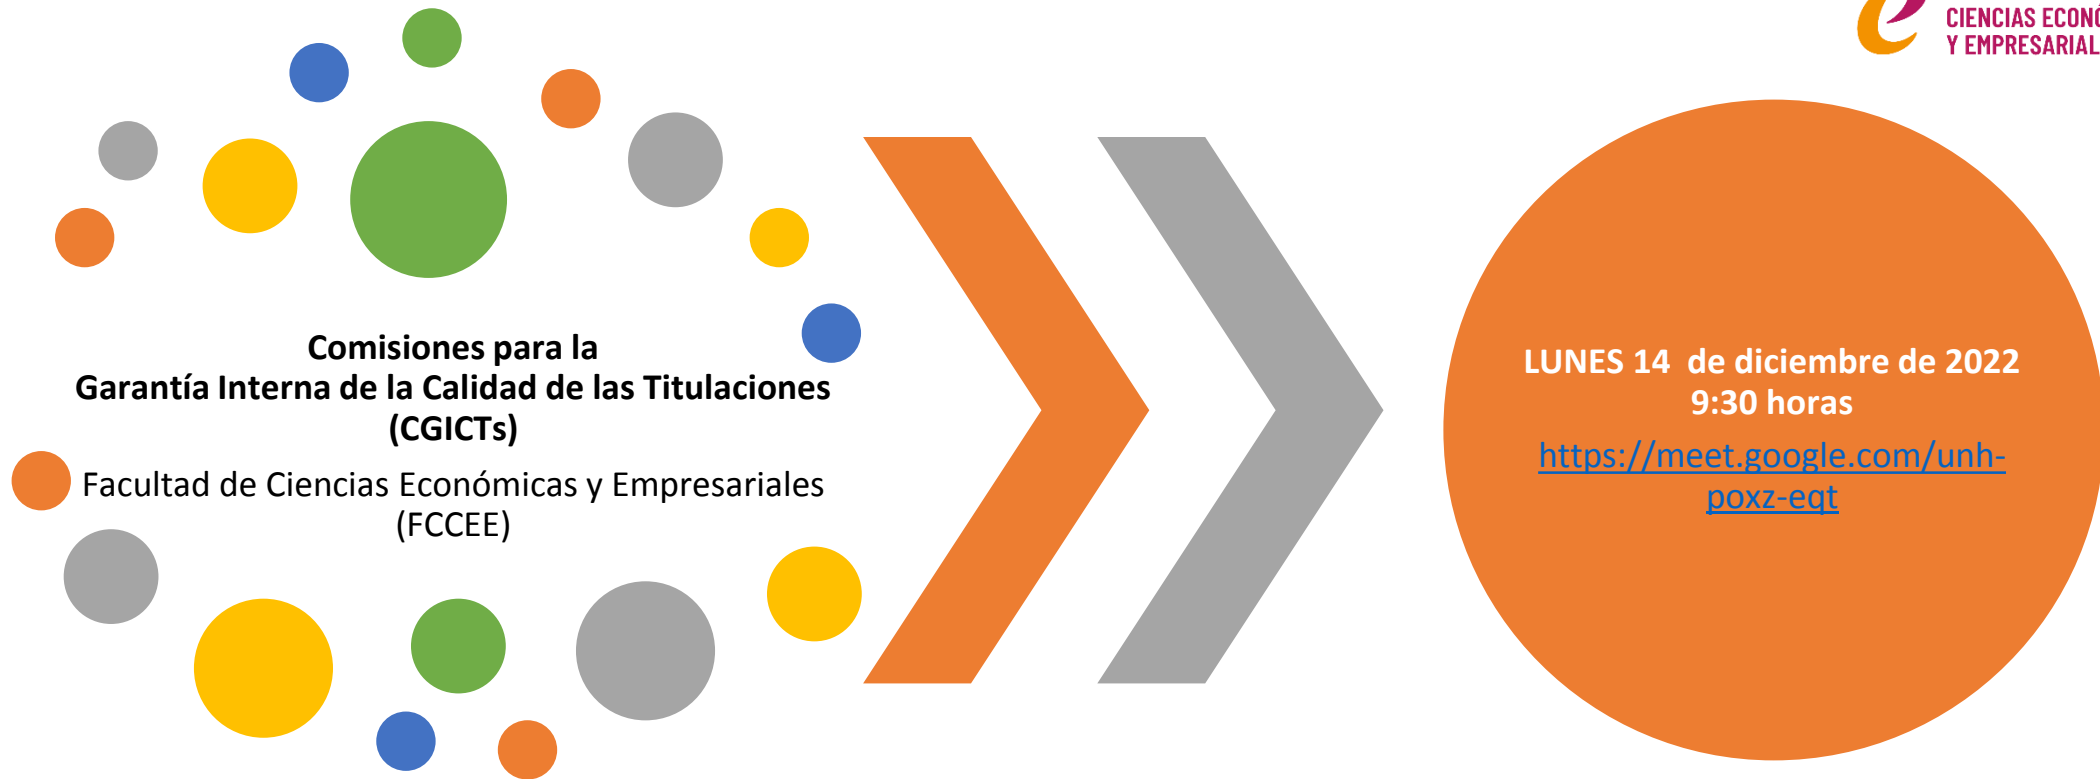 CIENCIAS ECONÓ
Y EMPRESARIAL
Comisiones para la
Garantía Interna de la Calidad de las Titulaciones
(CGICTs)
Facultad de Ciencias Económicas y Empresariales
(FCCEE)
LUNES 14 de diciembre de 2022
9:30 horas
https://meet.google.com/unh-
poxz-eqt